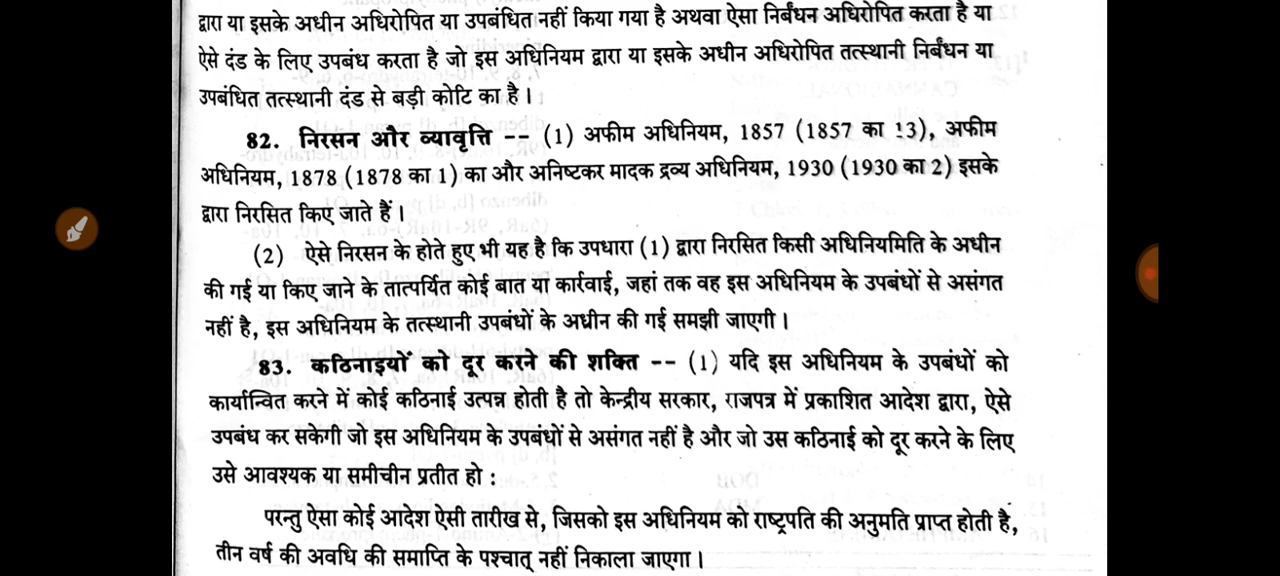 द्वारा या इसके अधीन अधिरोपित या उपबंधित नहीं किया गया है अथवा ऐसा निर्बंधन अधिरोपित करता है या
ऐसे दंड के लिए उपबंध करता है जो इस अधिनियम द्वारा या इसके अधीन अधिरोपित तत्स्थानी निर्बंधन या
उपबंधित तत्स्थानी दंड से बड़ी कोटि का है।
82. निरसन और व्यावृत्ति -- (1) अफीम अधिनियम, 1857 (1857 का 13), अफीम
अधिनियम, 1878 (1878 का 1) का और अनिष्टकर मादक द्रव्य अधिनियम, 1930 (1930 का 2) इसके
द्वारा निरसित किए जाते हैं।
(2) ऐसे निरसन के होते हुए भी यह है कि उपधारा (1) द्वारा निरसित किसी अधिनियमिति के अधीन
की गई या किए जाने के तात्पर्यित कोई बात या कार्रवाई, जहां तक वह इस अधिनियम के उपबंधों से असंगत
नहीं है, इस अधिनियम के तत्स्थानी उपबंधों के अधीन की गई समझी जाएगी।
83. कठिनाइयों को दूर करने की शक्ति -- (1) यदि इस अधिनियम के उपबंधों को
कार्यान्वित करने में कोई कठिनाई उत्पन्न होती है तो केन्द्रीय सरकार, राजपत्र में प्रकाशित आदेश द्वारा, ऐसे
उपबंध कर सकेगी जो इस अधिनियम के उपबंधों से असंगत नहीं है और जो उस कठिनाई को दूर करने के लिए
उसे आवश्यक या समीचीन प्रतीत हो :
परन्तु ऐसा कोई आदेश ऐसी तारीख से, जिसको इस अधिनियम को राष्ट्रपति की अनुमति प्राप्त होती है,
तीन वर्ष की अवधि की समाप्ति के पश्चात् नहीं निकाला जाएगा।